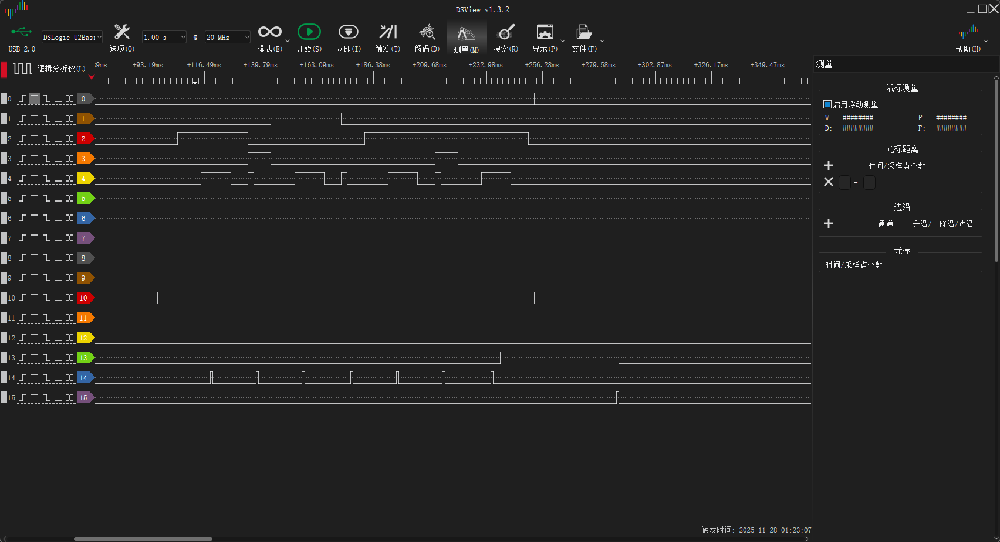 DSView v1.3.2
USB 2.0
DSLogic U2Basi
选项(O)
1.00 s
@
20 MHz
模式(E)
开始(S)
立即(I)
触发(T)
解码(D)
测量(M)
搜索(R)
显示(P)
文件(F)
帮助(H)
逻辑分析仪(L)
9ms +93.19ms +116.49ms +139.79ms +163.09ms +186.38ms +209.68ms +232.98ms +256.28ms +279.58ms +302.87ms +326.17ms +349.47ms
0 0
1 1
2 2
3 3
4 4
5 5
6 6
7 7
8 8
9 9
10 10
11 11
12 12
13 13
14 14
15 15
触发时间: 2025-11-28 01:23:07
测量
鼠标测量
启用浮动测量
W: ######## P: ########
D: ######## F: ########
光标距离
时间/采样点个数
-
边沿
通道 上升沿/下降沿/边沿
光标
时间/采样点个数